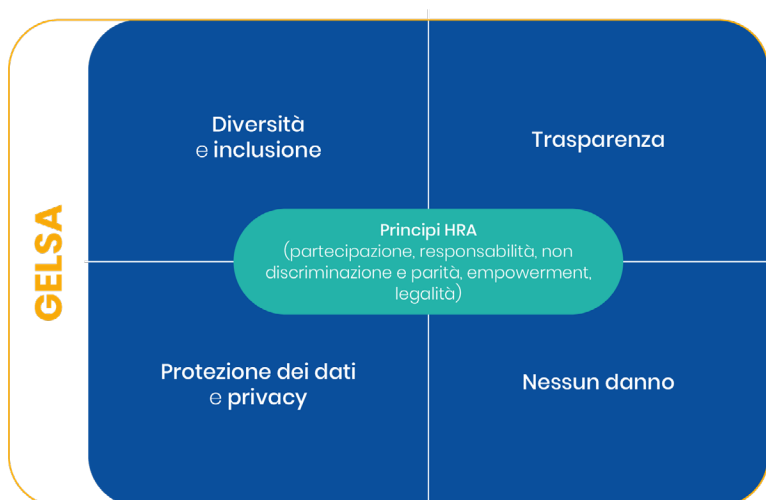 GELSA
Diversità
e inclusione
Trasparenza
Principi HRA
(partecipazione, responsabilità, non
discriminazione e parità, empowerment,
legalità)
Protezione dei dati
e privacy
Nessun danno